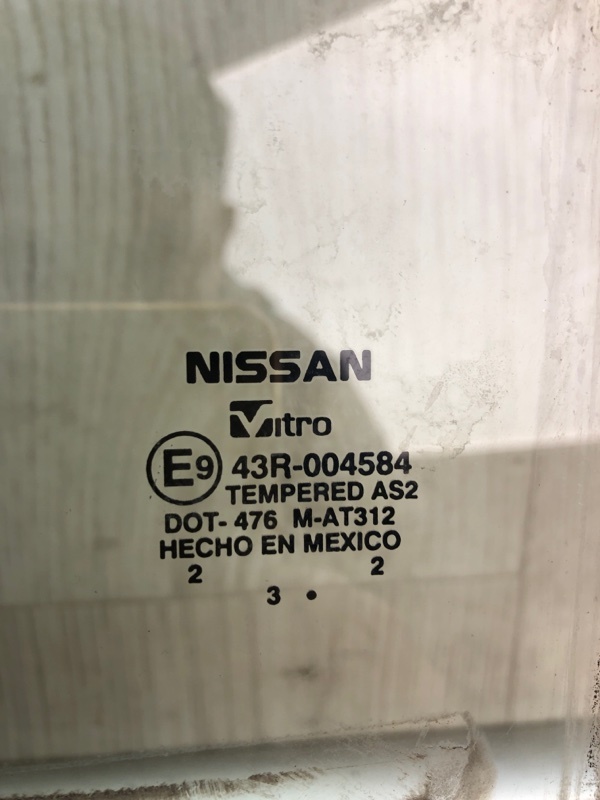 NISSAN
Vitro
E9 43R-004584
TEMPERED AS2
DOT- 476 M-AT312
HECHO EN MEXICO
2 2
3 •